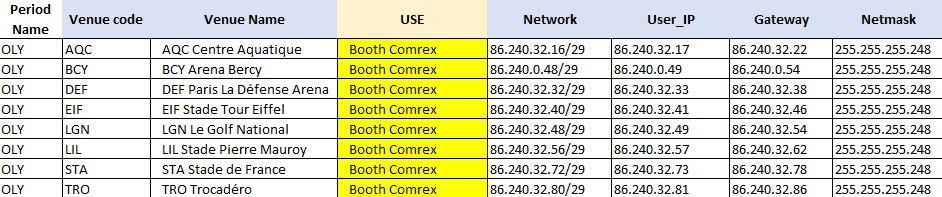 Period Name Venue code Venue Name USE Network User_IP Gateway Netmask
OLY AQC AQC Centre Aquatique Booth Comrex 86.240.32.16/29 86.240.32.17 86.240.32.22 255.255.255.248
OLY BCY BCY Arena Bercy Booth Comrex 86.240.0.48/29 86.240.0.49 86.240.0.54 255.255.255.248
OLY DEF DEF Paris La Défense Arena Booth Comrex 86.240.32.32/29 86.240.32.33 86.240.32.38 255.255.255.248
OLY EIF EIF Stade Tour Eiffel Booth Comrex 86.240.32.40/29 86.240.32.41 86.240.32.46 255.255.255.248
OLY LGN LGN Le Golf National Booth Comrex 86.240.32.48/29 86.240.32.49 86.240.32.54 255.255.255.248
OLY LIL LIL Stade Pierre Mauroy Booth Comrex 86.240.32.56/29 86.240.32.57 86.240.32.62 255.255.255.248
OLY STA STA Stade de France Booth Comrex 86.240.32.72/29 86.240.32.73 86.240.32.78 255.255.255.248
OLY TRO TRO Trocadéro Booth Comrex 86.240.32.80/29 86.240.32.81 86.240.32.86 255.255.255.248